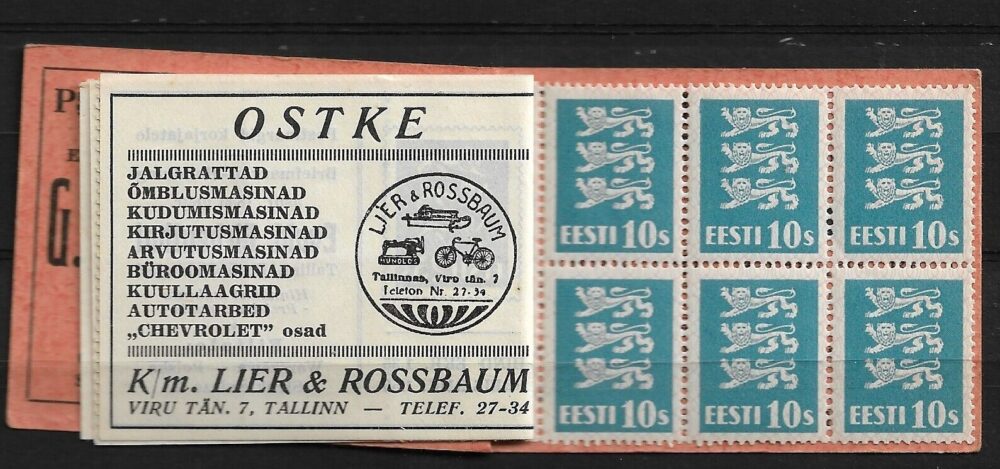 OSTKE
JALGRATTAD
ÕMBLUSMASINAD
KUDUMISMASINAD
KIRJUTUSMASINAD
ARVUTUSMASINAD
BÜROOMASINAD
KUULLAAGRID
AUTOTARBED
„CHEVROLET" osad
LIER & ROSSBAUM
Tallinnas, Viru tän. 7
Telefon Nr. 27-34
K/m. LIER & ROSSBAUM
VIRU TÄN. 7, TALLINN — TELEF. 27-34
EESTI 10s
EESTI 10s
EESTI 10s
EESTI 10s
EESTI 10s
EESTI 10s
G.